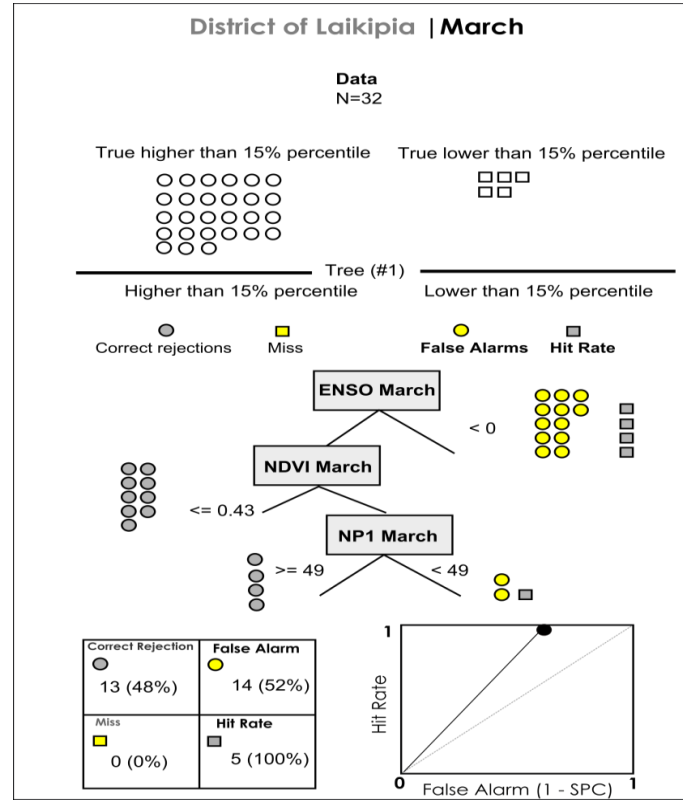 District of Laikipia | March
Data
N=32
True higher than 15% percentile
True lower than 15% percentile
Tree (#1)
Higher than 15% percentile
Lower than 15% percentile
Correct rejections
Miss
False Alarms
Hit Rate
ENSO March
< 0
NDVI March
<= 0.43
NP1 March
>= 49
< 49
Correct Rejection
False Alarm
13 (48%)
14 (52%)
Miss
Hit Rate
0 (0%)
5 (100%)
1
Hit Rate
0
1
False Alarm (1 - SPC)